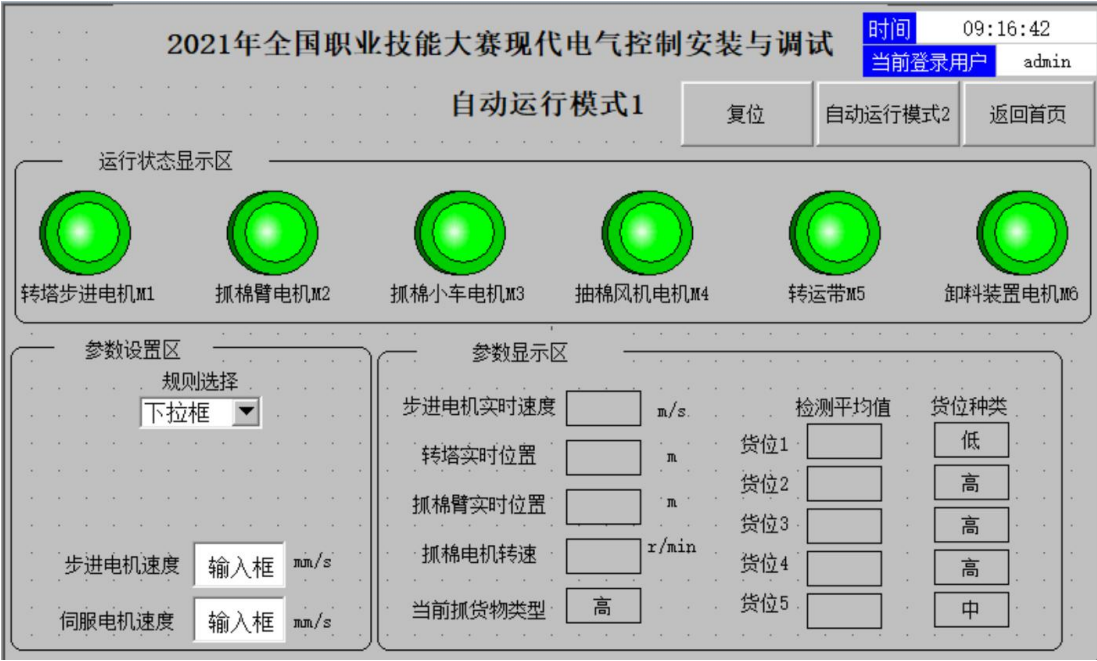 2021年全国职业技能大赛现代电气控制安装与调试
时间 09:16:42
当前登录用户 admin
自动运行模式1
复位 自动运行模式2 返回首页
运行状态显示区
转塔步进电机M1 抓棉臂电机M2 抓棉小车电机M3 抽棉风机电机M4 转运带M5 卸料装置电机M6
参数设置区
规则选择
下拉框
步进电机速度 输入框 mm/s
伺服电机速度 输入框 mm/s
参数显示区
步进电机实时速度 m/s
转塔实时位置 m
抓棉臂实时位置 m
抓棉电机转速 r/min
当前抓货物类型 高
检测平均值 货位种类
货位1 低
货位2 高
货位3 高
货位4 高
货位5 中